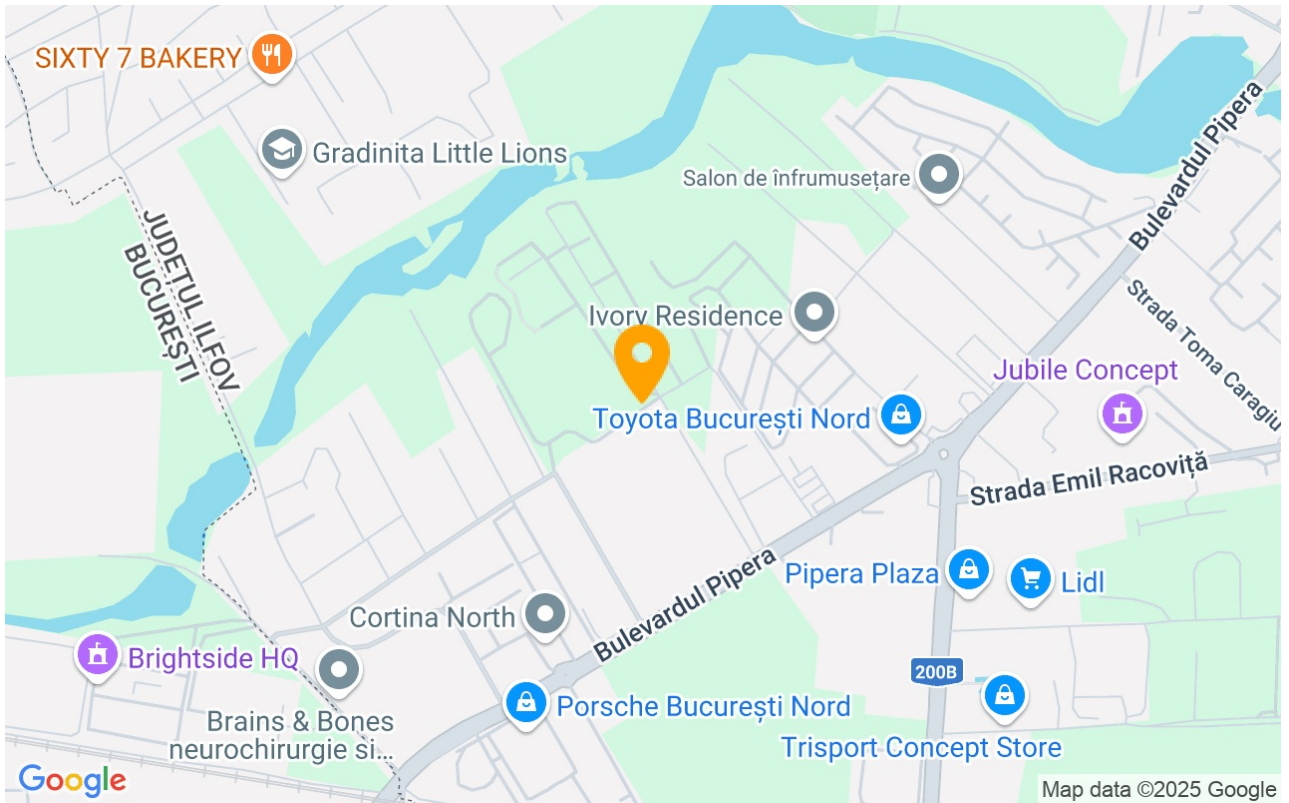 SIXTY 7 BAKERY
Gradinita Little Lions
Salon de înfrumusețare
Bulevardul Pipera
JUDEȚUL ILFOV
BUCUREȘTI
Ivory Residence
Strada Toma Caragiu
Jubile Concept
Toyota București Nord
Strada Emil Racoviță
Bulevardul Pipera
Pipera Plaza
Lidl
Cortina North
Brightside HQ
200B
Brains & Bones
neurochirurgie si...
Porsche București Nord
Trisport Concept Store
Google
Map data ©2025 Google